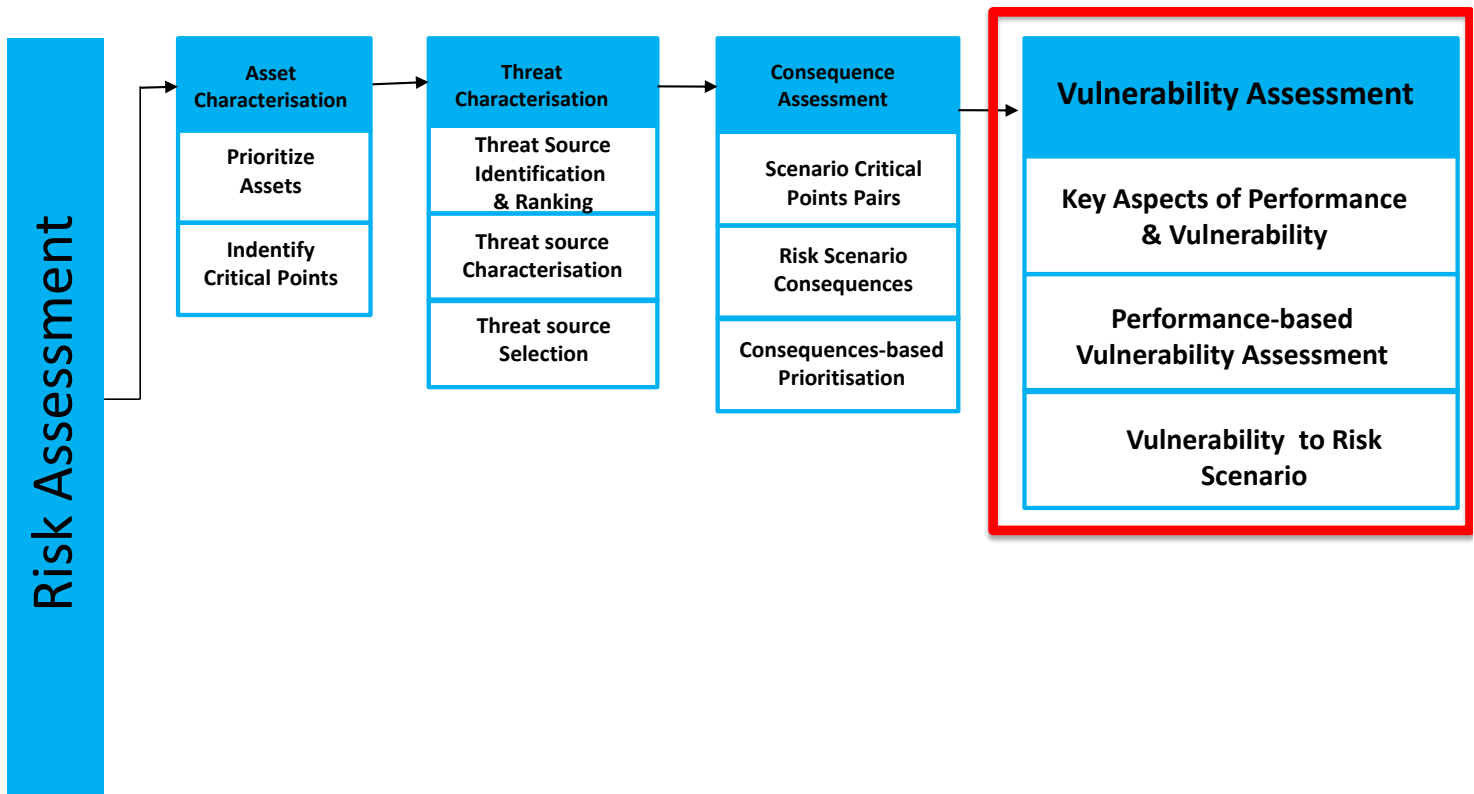 Risk Assessment
Asset
Characterisation
Prioritize
Assets
Indentify
Critical Points
Threat
Characterisation
Threat Source
Identification
& Ranking
Threat source
Characterisation
Threat source
Selection
Consequence
Assessment
Scenario Critical
Points Pairs
Risk Scenario
Consequences
Consequences-based
Prioritisation
Vulnerability Assessment
Key Aspects of Performance
& Vulnerability
Performance-based
Vulnerability Assessment
Vulnerability to Risk
Scenario